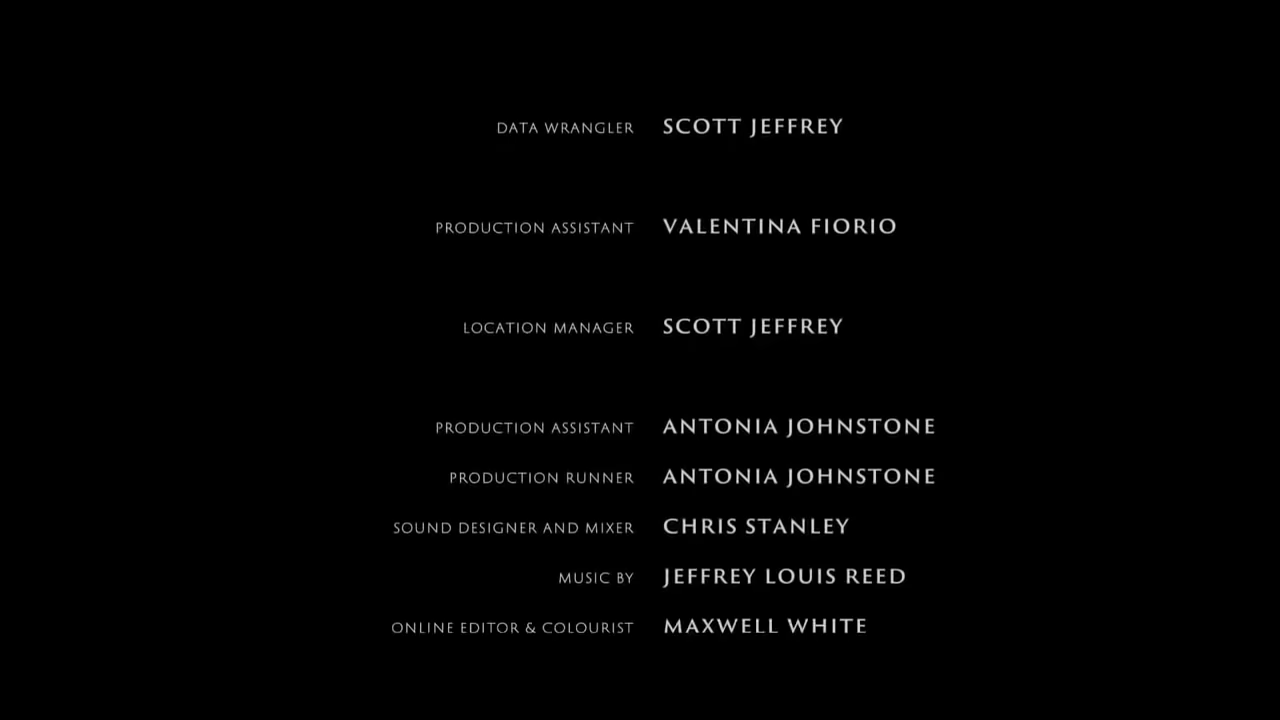 DATA WRANGLER SCOTT JEFFREY
PRODUCTION ASSISTANT VALENTINA FIORIO
LOCATION MANAGER SCOTT JEFFREY
PRODUCTION ASSISTANT ANTONIA JOHNSTONE
PRODUCTION RUNNER ANTONIA JOHNSTONE
SOUND DESIGNER AND MIXER CHRIS STANLEY
MUSIC BY JEFFREY LOUIS REED
ONLINE EDITOR & COLOURIST MAXWELL WHITE